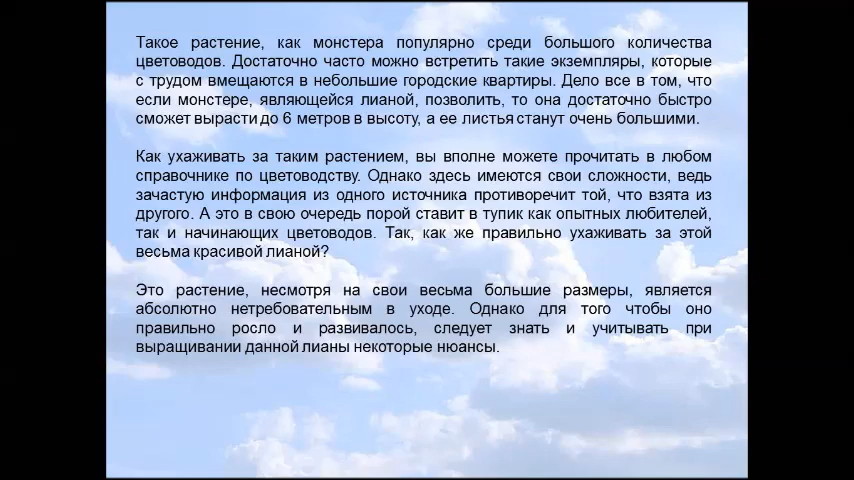 Такое растение, как монстера популярно среди большого количества
цветоводов. Достаточно часто можно встретить такие экземпляры, которые
с трудом вмещаются в небольшие городские квартиры. Дело все в том, что
если монстере, являющейся лианой, позволить, то она достаточно быстро
сможет вырасти до 6 метров в высоту, а ее листья станут очень большими.
Как ухаживать за таким растением, вы вполне можете прочитать в любом
справочнике по цветоводству. Однако здесь имеются свои сложности, ведь
зачастую информация из одного источника противоречит той, что взята из
другого. А это в свою очередь порой ставит в тупик как опытных любителей,
так и начинающих цветоводов. Так, как же правильно ухаживать за этой
весьма красивой лианой?
Это растение, несмотря на свои весьма большие размеры, является
абсолютно нетребовательным в уходе. Однако для того чтобы оно
правильно росло и развивалось, следует знать и учитывать при
выращивании данной лианы некоторые нюансы.